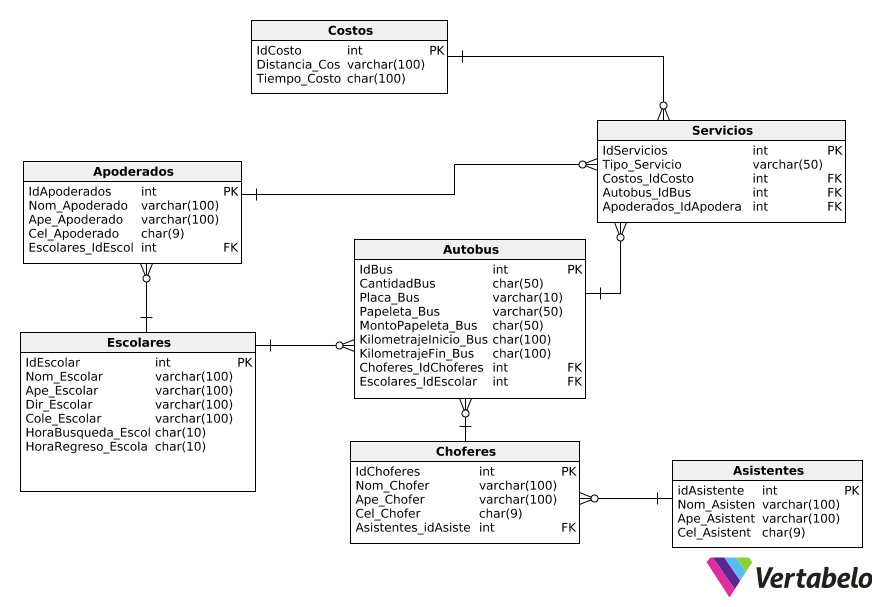 Costos
IdCosto int PK
Distancia_Cos varchar(100)
Tiempo_Costo char(100)
Servicios
IdServicios int PK
Tipo_Servicio varchar(50)
Costos_IdCosto int FK
Autobus_IdBus int FK
Apoderados_IdApodera int FK
Apoderados
IdApoderados int PK
Nom_Apoderado varchar(100)
Ape_Apoderado varchar(100)
Cel_Apoderado char(9)
Escolares_IdEscol int FK
Autobus
IdBus int PK
CantidadBus char(50)
Placa_Bus varchar(10)
Papeleta_Bus varchar(50)
MontoPapeleta_Bus char(50)
KilometrajeInicio_Bus char(100)
KilometrajeFin_Bus char(100)
Choferes_IdChoferes int FK
Escolares_IdEscolar int FK
Escolares
IdEscolar int PK
Nom_Escolar varchar(100)
Ape_Escolar varchar(100)
Dir_Escolar varchar(100)
Cole_Escolar varchar(100)
HoraBusqueda_Escol char(10)
HoraRegreso_Escola char(10)
Choferes
IdChoferes int PK
Nom_Chofer varchar(100)
Ape_Chofer varchar(100)
Cel_Chofer char(9)
Asistentes_idAsiste int FK
Asistentes
idAsistente int PK
Nom_Asisten varchar(100)
Ape_Asistent varchar(100)
Cel_Asistent char(9)
Vertabelo